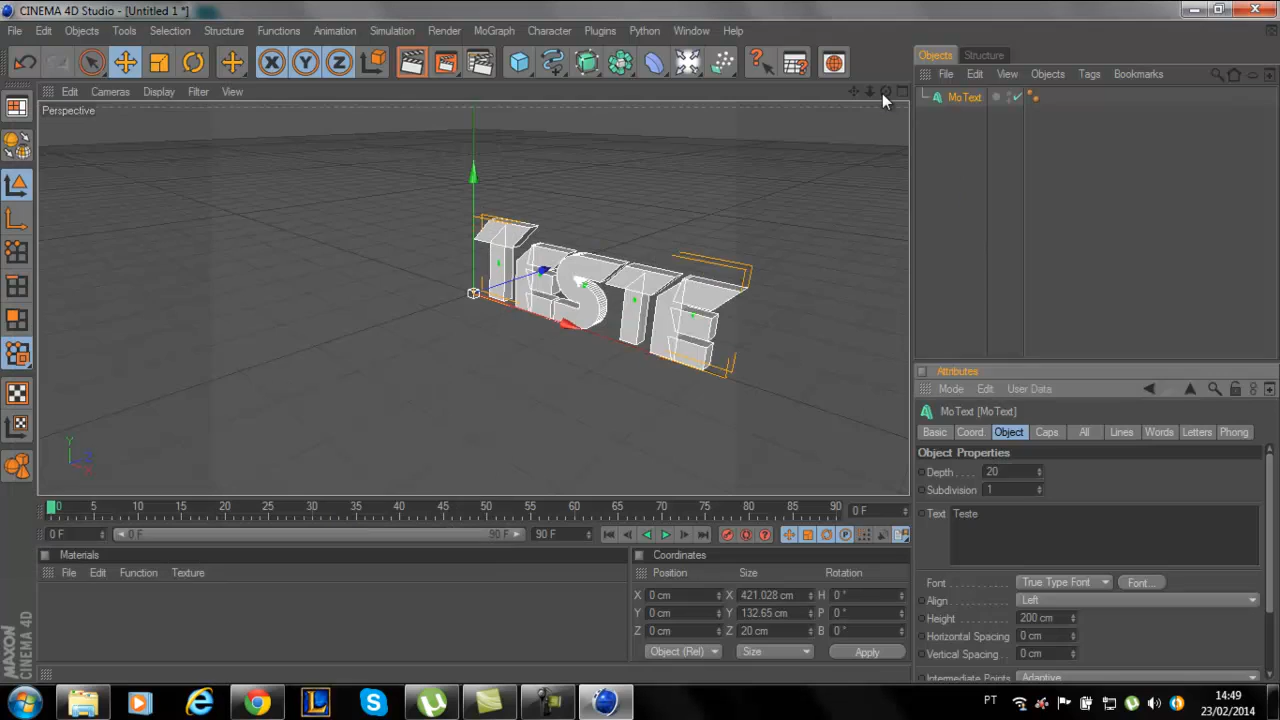 CINEMA 4D Studio - [Untitled 1 *]
File Edit Objects Tools Selection Structure Functions Animation Simulation Render MoGraph Character Plugins Python Window Help
X Y Z
Objects Structure
File Edit View Objects Tags Bookmarks
MoText
Edit Cameras Display Filter View
Perspective
TESTE
Y
Z
X
Attributes
Mode Edit User Data
MoText [MoText]
Basic Coord. Object Caps All Lines Words Letters Phong
Object Properties
Depth . . . . 20
Subdivision 1
Text Teste
Font True Type Font Font...
Align Left
Height 200 cm
Horizontal Spacing 0 cm
Vertical Spacing 0 cm
Intermediate Points Adaptive
0 5 10 15 20 25 30 35 40 45 50 55 60 65 70 75 80 85 90 0 F
0 F 0 F 90 F 90 F
Materials
File Edit Function Texture
Coordinates
Position Size Rotation
X 0 cm X 421.028 cm H 0 °
Y 0 cm Y 132.65 cm P 0 °
Z 0 cm Z 20 cm B 0 °
Object (Rel) Size Apply
MAXON CINEMA 4D
PT 14:49
23/02/2014